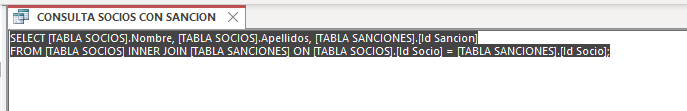 CONSULTA SOCIOS CON SANCION
SELECT [TABLA SOCIOS].Nombre, [TABLA SOCIOS].Apellidos, [TABLA SANCIONES].[Id Sancion]
FROM [TABLA SOCIOS] INNER JOIN [TABLA SANCIONES] ON [TABLA SOCIOS].[Id Socio] = [TABLA SANCIONES].[Id Socio];